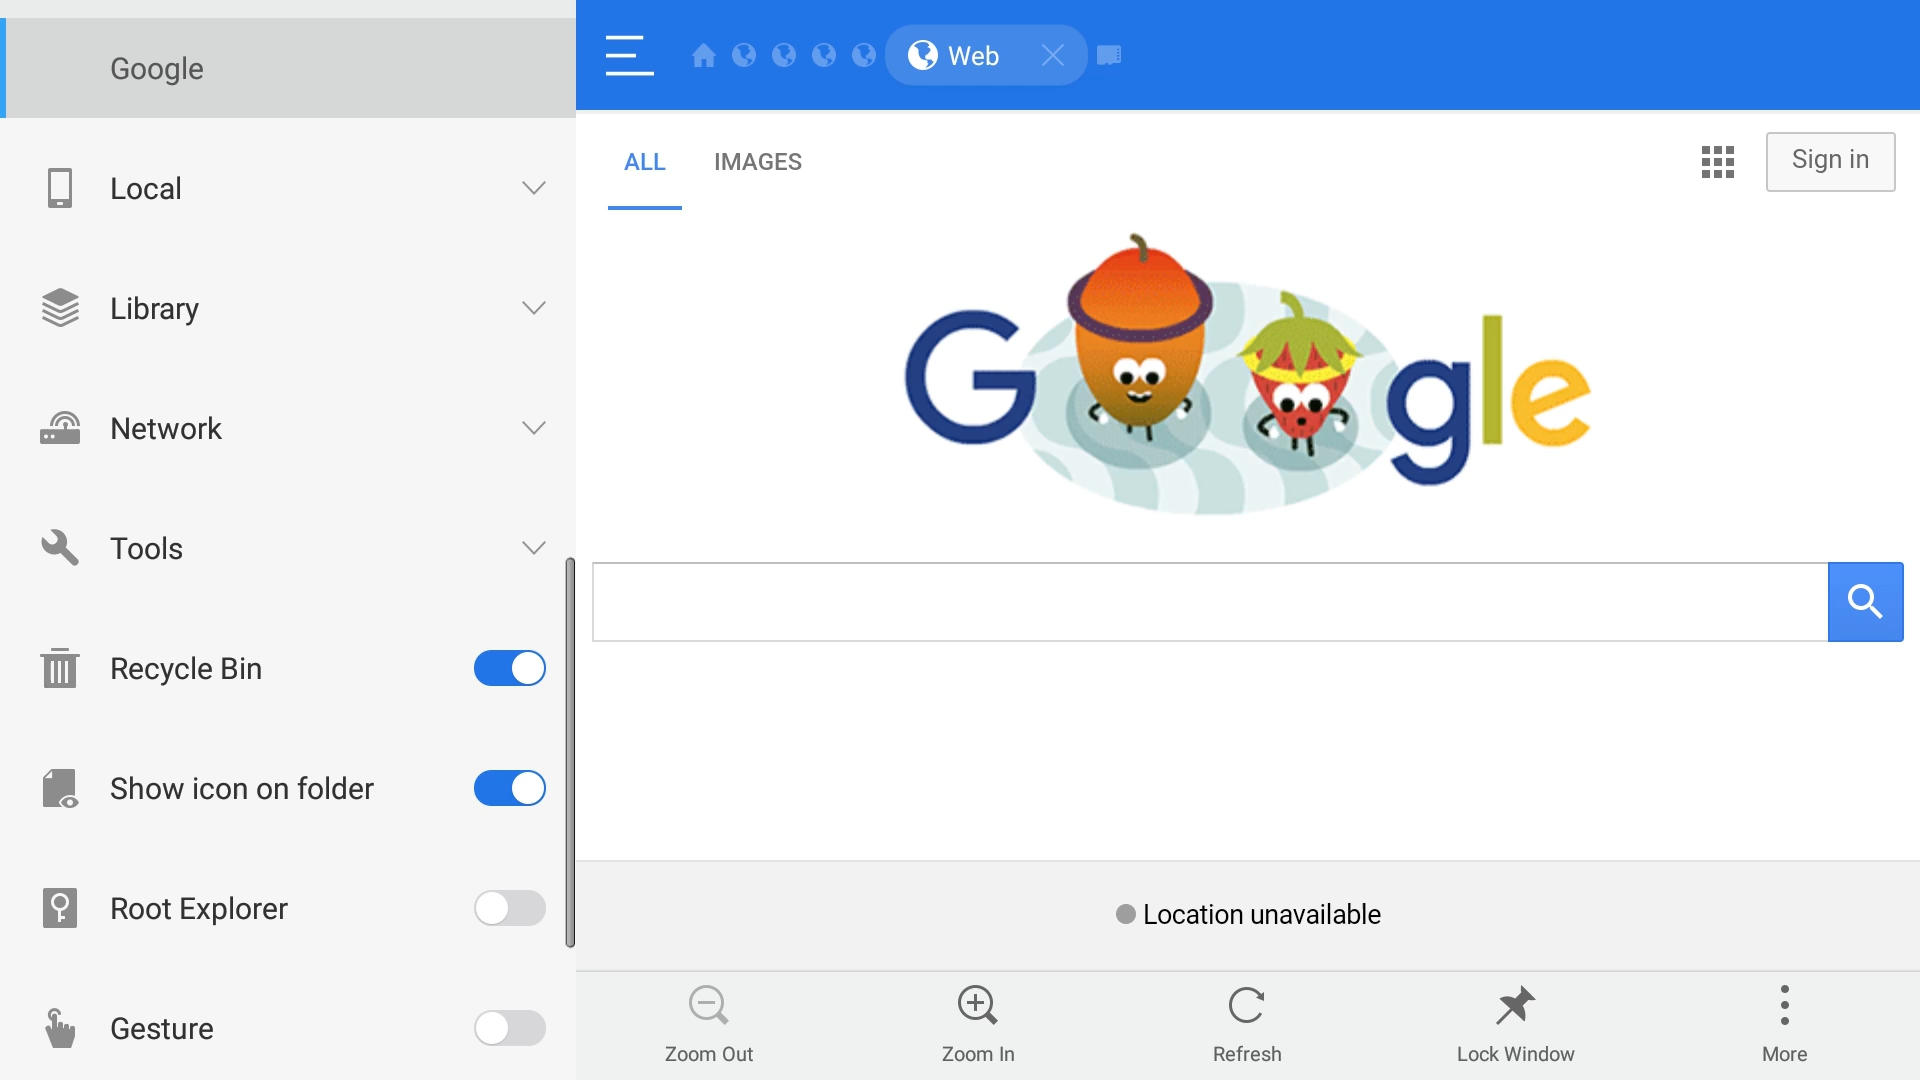 Google
Local
Library
Network
Tools
Recycle Bin
Show icon on folder
Root Explorer
Gesture
Web
ALL IMAGES
Sign in
Google
Location unavailable
Zoom Out
Zoom In
Refresh
Lock Window
More